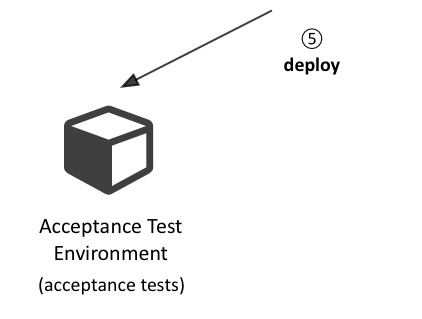 ⑤
deploy
Acceptance Test
Environment
(acceptance tests)